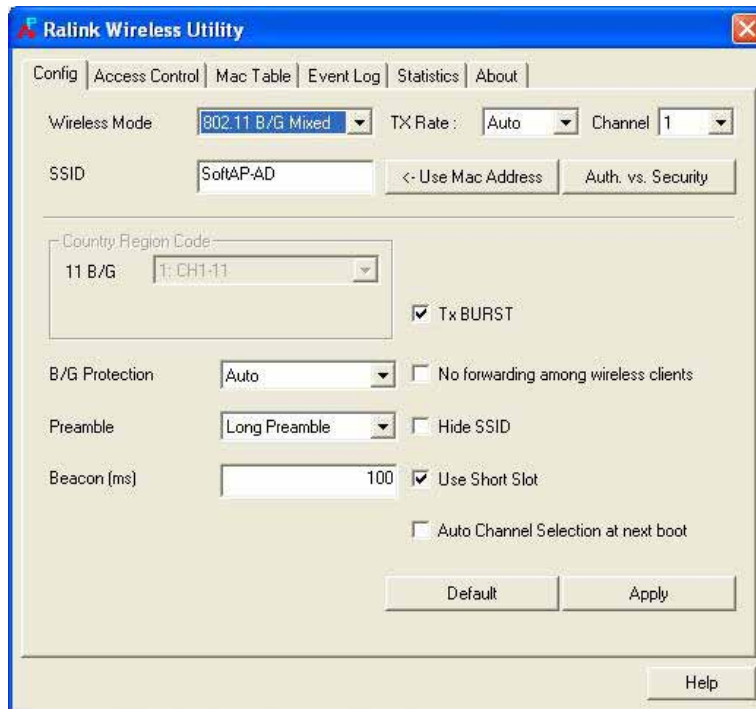 Ralink Wireless Utility
Config Access Control Mac Table Event Log Statistics About
Wireless Mode 802.11 B/G Mixed TX Rate : Auto Channel 1
SSID SoftAP-AD <- Use Mac Address Auth. vs. Security
Country Region Code
11 B/G 1: CH1-11
Tx BURST
B/G Protection Auto No forwarding among wireless clients
Preamble Long Preamble Hide SSID
Beacon (ms) 100 Use Short Slot
Auto Channel Selection at next boot
Default Apply
Help